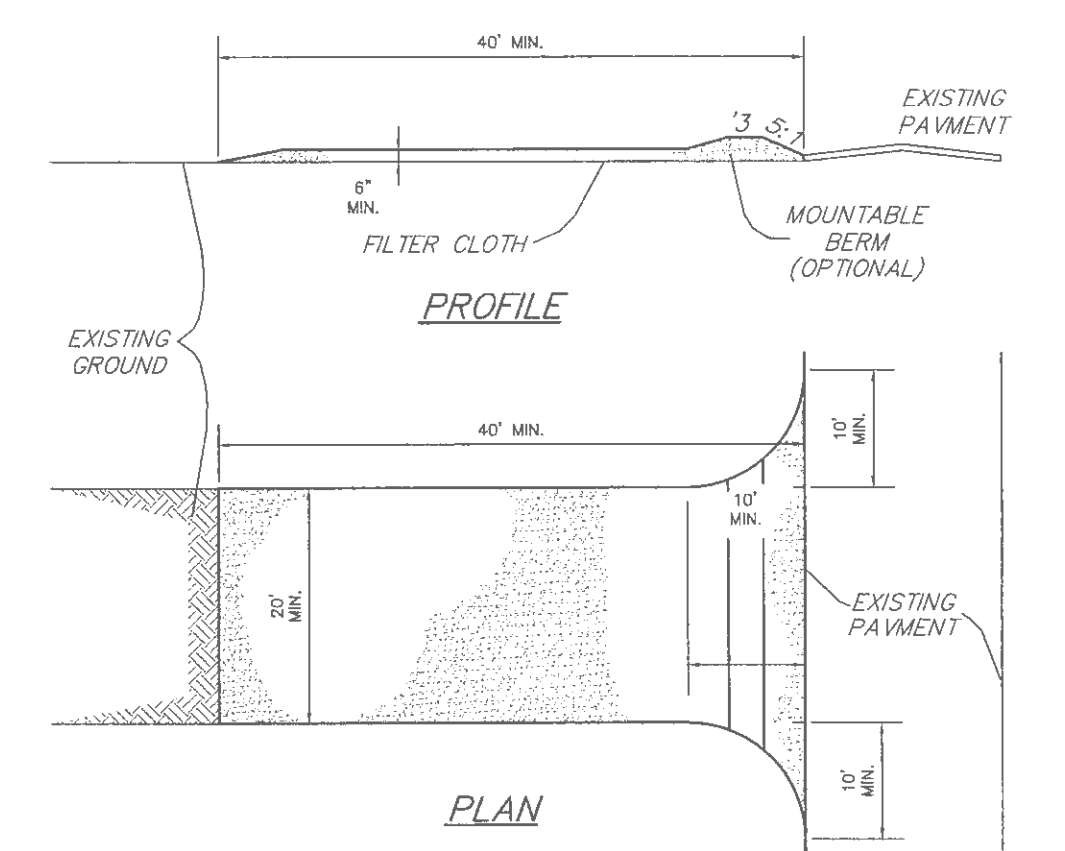 40' MIN.
EXISTING
PAVMENT
'3 5:1
6"
MIN.
FILTER CLOTH
MOUNTABLE
BERM
(OPTIONAL)
PROFILE
EXISTING
GROUND
40' MIN.
10'
MIN.
10'
MIN.
20'
MIN.
EXISTING
PAVMENT
10'
MIN.
PLAN